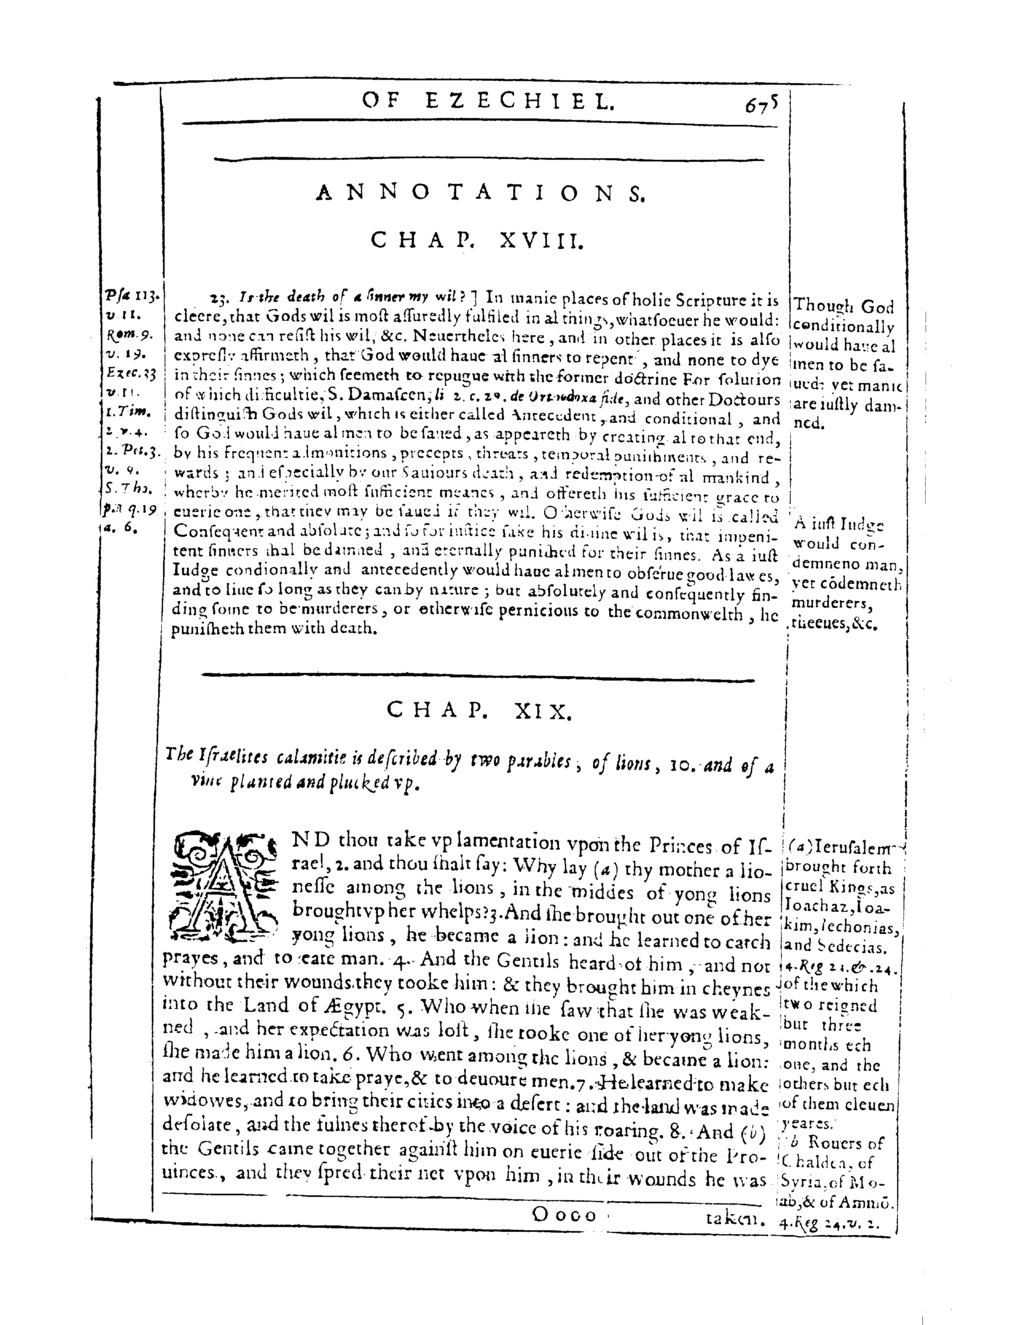 OF EZECHIEL. 675
ANNOTATIONS.
CHAP. XVIII.
Pſa 113.
v 11.
Rom. 9.
v. 19.
Ezec. 33
v. 11.
1. Tim.
2. v. 4.
2. Pet. 3.
v. 9.
S. Tho.
p. a q. 19
a. 6.
23. Is the death of a ſinner my wil? ] In manie places of holie Scripture it is
cleere, that Gods wil is moſt aſſuredly fulfiled in al things, whatſoeuer he would:
and none can reſiſt his wil, &c. Neuertheles here, and in other places it is alſo
expreſly affirmeth, that God would haue al ſinners to repent, and none to dye
in their ſinnes; which ſeemeth to repugne with the former doctrine For ſolution
of which difficultie, S. Damaſcen, li 2. c. 29. de Orthodoxa fide, and other Doctours
diſtinguiſh Gods wil, which is either called Antecedent, and conditional, and
ſo God would haue al men to be ſaued, as appeareth by creating al to that end,
by his frequent admonitions, precepts, threats, temporal puniſhments, and re-
wards; and eſpecially by our Sauiours death, and redemption of al mankind,
wherby he merited moſt ſufficient meanes, and offereth his ſufficient grace to
euerie one, that they may be ſaued if they wil. Otherwiſe Gods wil is called
Conſequent and abſolute; and ſo for iuſtice ſake his diuine wil is, that impeni-
tent ſinners ſhal be damned, and eternally puniſhed for their ſinnes. As a iuſt
Iudge condionally and antecedently would haue al men to obſerue good lawes,
and to liue ſo long as they can by nature; but abſolutely and conſequently fin-
ding ſome to be murderers, or otherwiſe pernicious to the commonwelth, he
puniſheth them with death.
Though God
conditionally
would haue al
men to be ſa-
ued: yet manie
are iuſtly dam-
ned.
A iuſt Iudge
would con-
demne no man,
yet cõdemneth
murderers,
theeues, &c.
CHAP. XIX.
The Iſraelites calamitie is deſcribed by two parables, of lions, 10. and of a
vine planted and plucked vp.
AND thou take vp lamentation vpon the Princes of Iſ-
rael, 2. and thou ſhalt ſay: Why lay (a) thy mother a lio-
neſſe among the lions, in the middes of yong lions
brought vp her whelps? 3. And ſhe brought out one of her
yong lions, he became a lion: and he learned to catch
prayes, and to eate man. 4. And the Gentils heard of him, and not
without their wounds they tooke him: & they brought him in cheynes
into the Land of Ægypt. 5. Who when ſhe ſaw that ſhe was weak-
ned, and her expectation was loſt, ſhe tooke one of her yong lions,
ſhe made him a lion. 6. Who went among the lions, & became a lion:
and he learned to take praye, & to deuoure men. 7. He learned to make
widowes, and to bring their cities into a deſert: and the land was made
deſolate, and the fulnes therof by the voice of his roaring. 8. And (b)
the Gentils came together againſt him on euerie ſide out of the Pro-
uinces, and they ſpred their net vpon him, in their wounds he was
(a) Ieruſalem
brought forth
cruel Kings, as
Ioachaz, Ioa-
kim, Iechonias,
and Sedecias.
4. Reg 23. &. 24.
of the which
two reigned
but three
months ech
one, and the
others but ech
of them eleuen
yeares.
b Rouers of
Chaldea, of
Syria, of Mo-
ab, & of Ammõ.
4. Reg 24. v. 2.
Oooo taken.